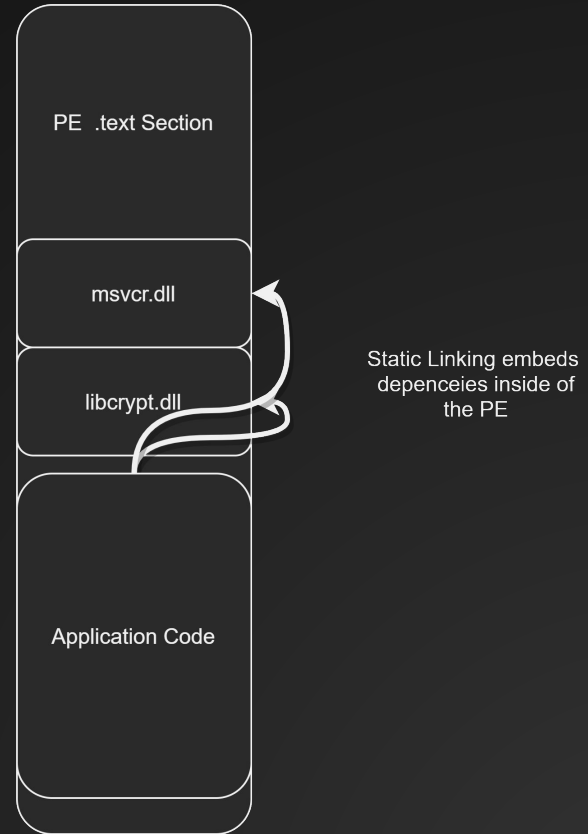 PE .text Section
msvcr.dll
libcrypt.dll
Static Linking embeds
depenceies inside of
the PE
Application Code